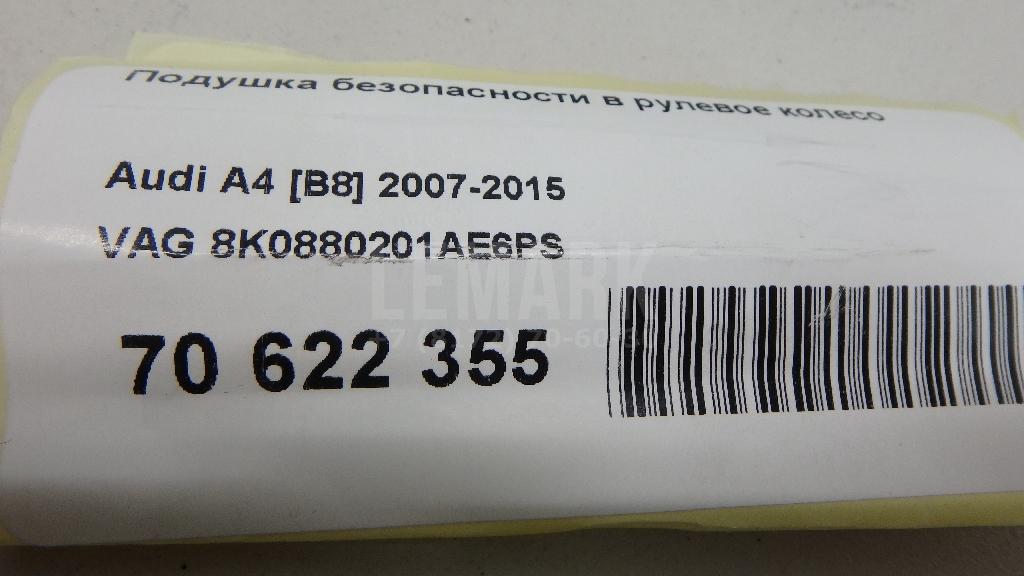 Подушка безопасности в рулевое колесо
Audi A4 [B8] 2007-2015
VAG 8K0880201AE6PS
LEMARK
70 622 355